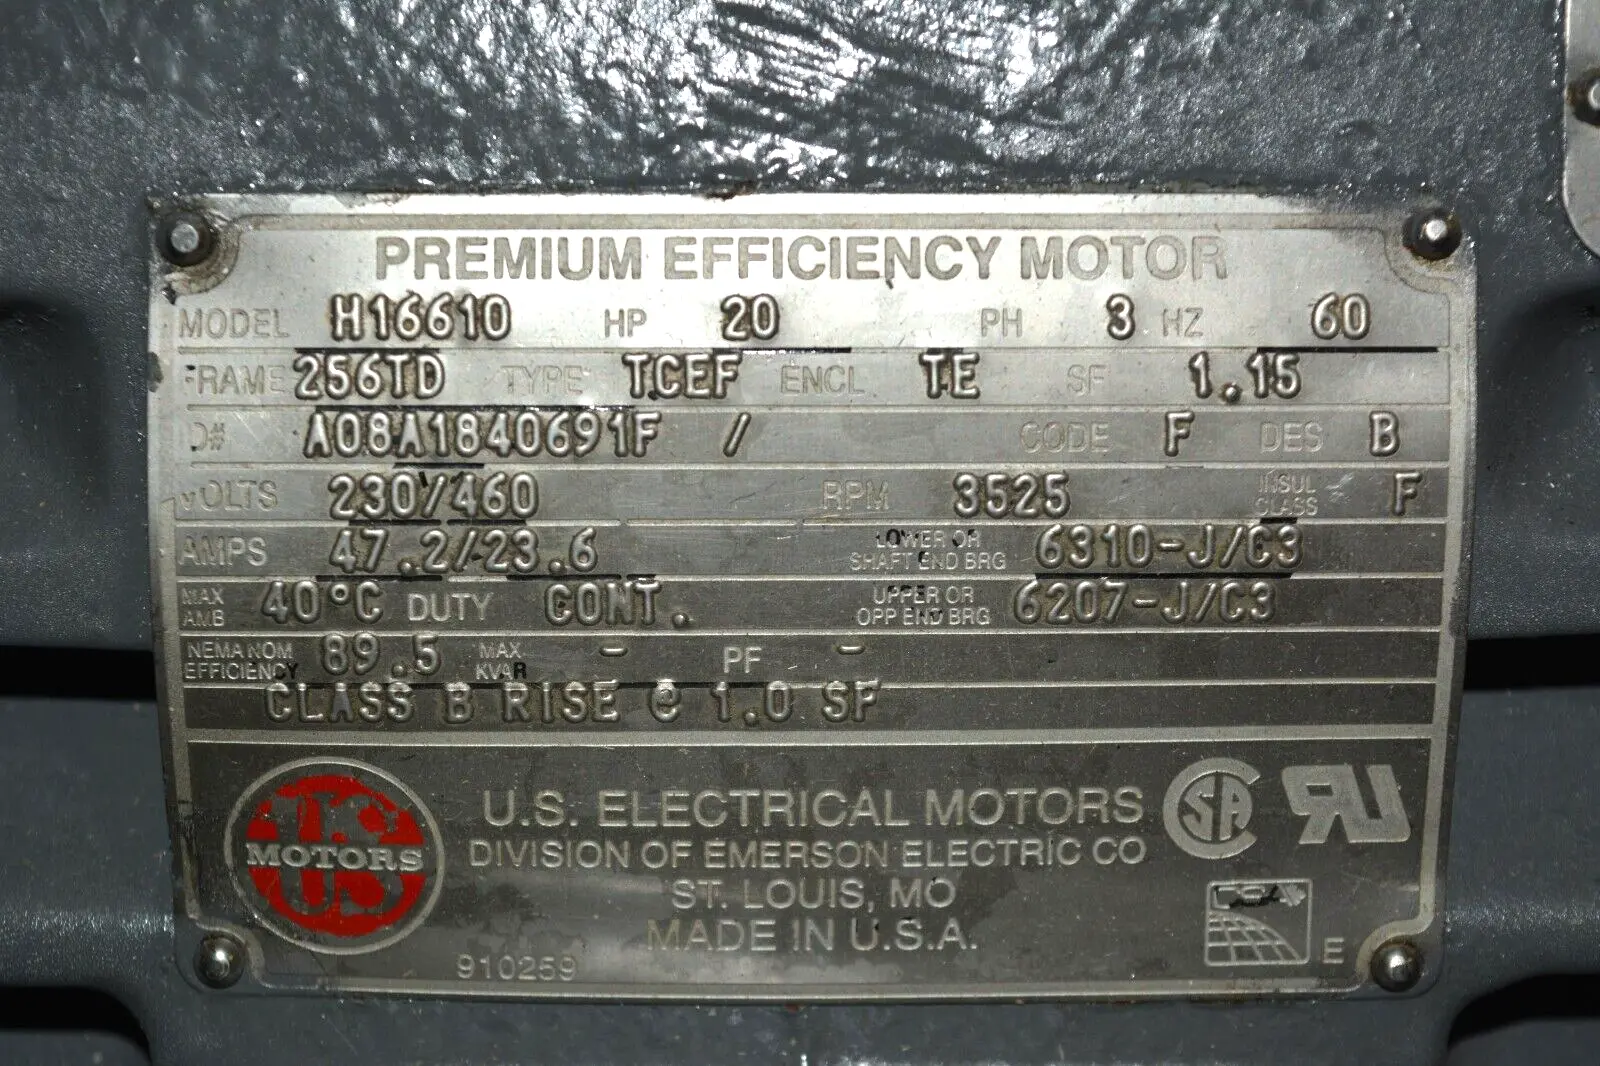 PREMIUM EFFICIENCY MOTOR
MODEL H16610 HP 20 PH 3 HZ 60
FRAME 256TD TYPE TCEF ENCL TE SF 1.15
ID# A08A1840691F / CODE F DES B
VOLTS 230/460 RPM 3525 INSUL CLASS F
AMPS 47.2/23.6 LOWER OR SHAFT END BRG 6310-J/C3
MAX AMB 40°C DUTY CONT. UPPER OR OPP END BRG 6207-J/C3
NEMA NOM EFFICIENCY 89.5 MAX KVAR - PF -
CLASS B RISE @ 1.0 SF
US MOTORS
U.S. ELECTRICAL MOTORS
DIVISION OF EMERSON ELECTRIC CO
ST. LOUIS, MO
MADE IN U.S.A.
910259
CSA
UR
E